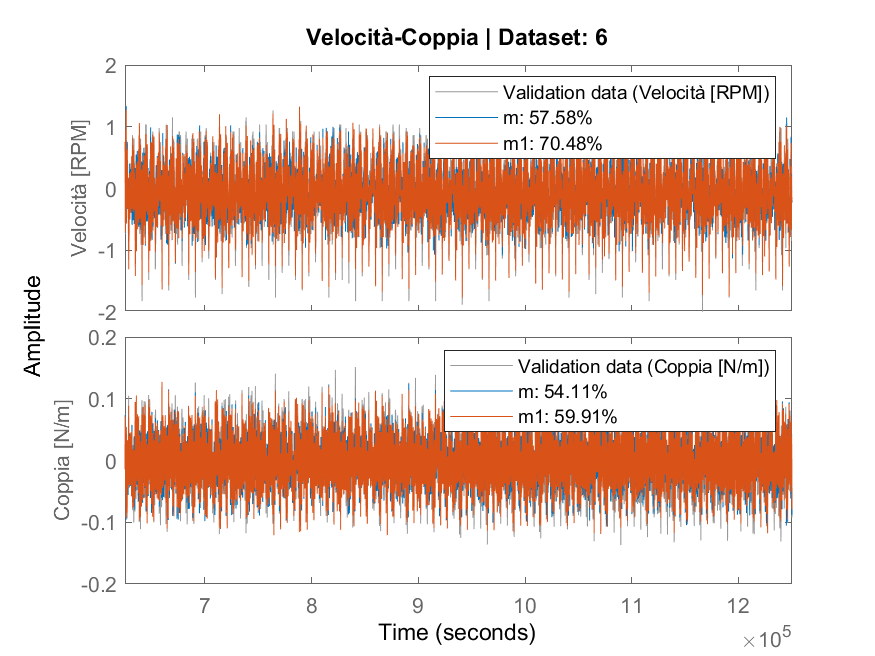 Velocità-Coppia | Dataset: 6
2
1
0
-1
-2
Velocità [RPM]
Validation data (Velocità [RPM])
m: 57.58%
m1: 70.48%
Amplitude
0.2
0.1
0
-0.1
-0.2
Coppia [N/m]
Validation data (Coppia [N/m])
m: 54.11%
m1: 59.91%
7 8 9 10 11 12
Time (seconds)
×10⁵